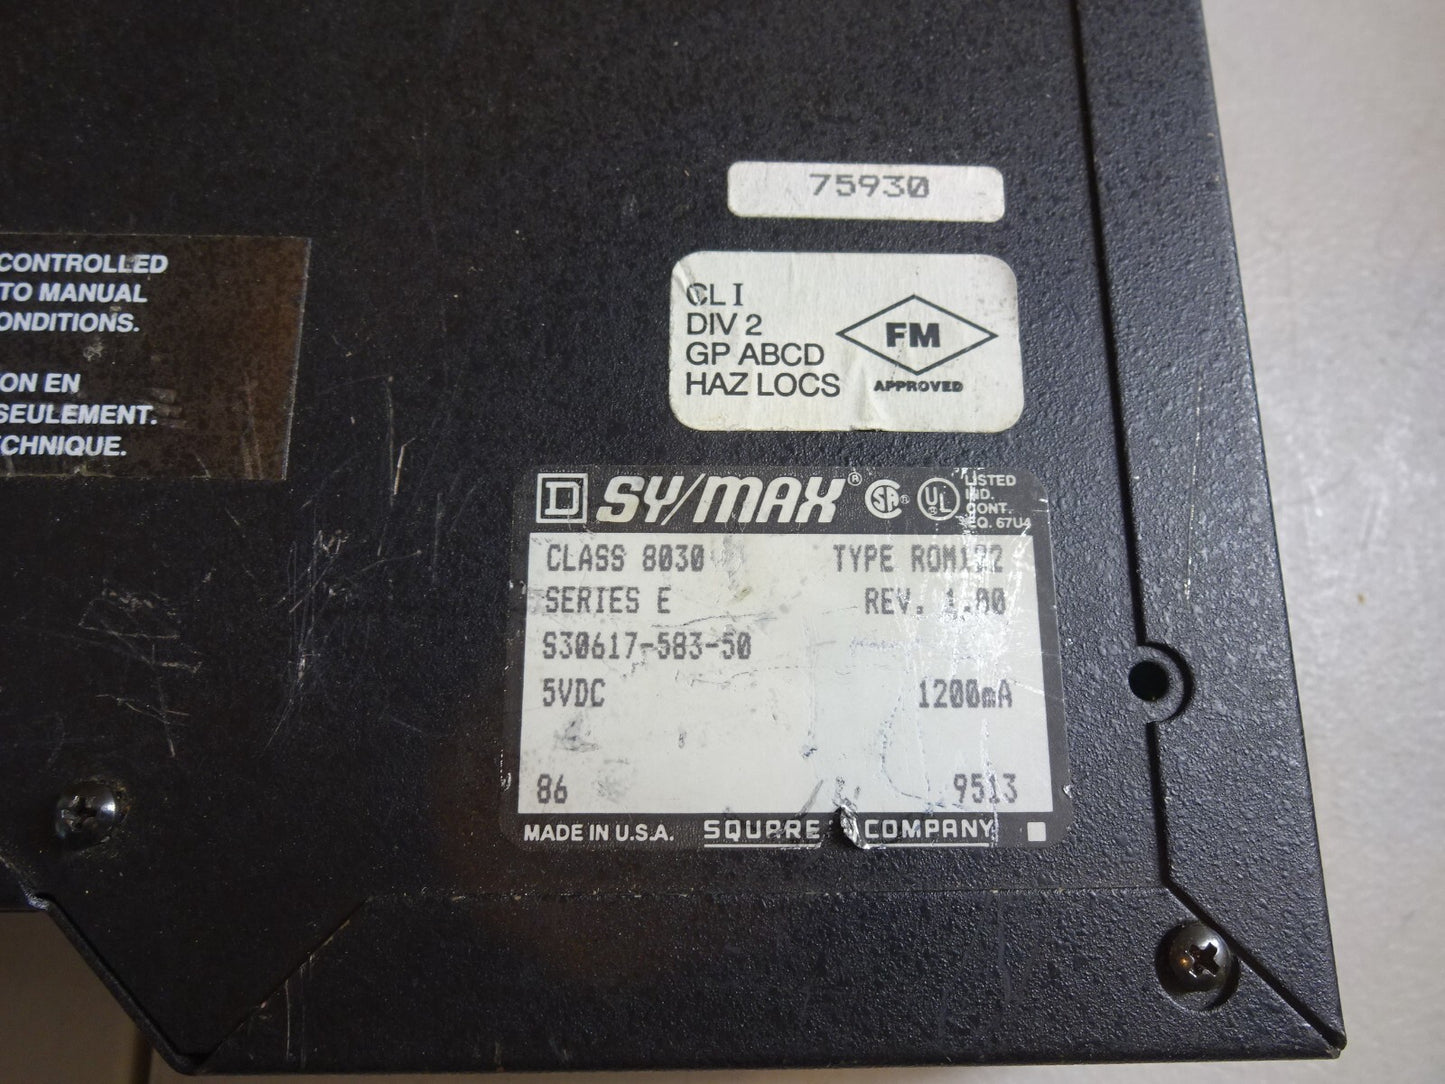 75930
CONTROLLED
TO MANUAL
ONDITIONS.
ON EN
SEULEMENT.
ECHNIQUE.
CL I
DIV 2
GP ABCD
HAZ LOCS
FM
APPROVED
D SY/MAX® SA® UL® LISTED
IND.
CONT.
EQ. 67U4
CLASS 8030 TYPE ROM122
SERIES E REV. 1.00
S30617-583-50
5VDC 1200mA
86 9513
MADE IN U.S.A. SQUARE D COMPANY